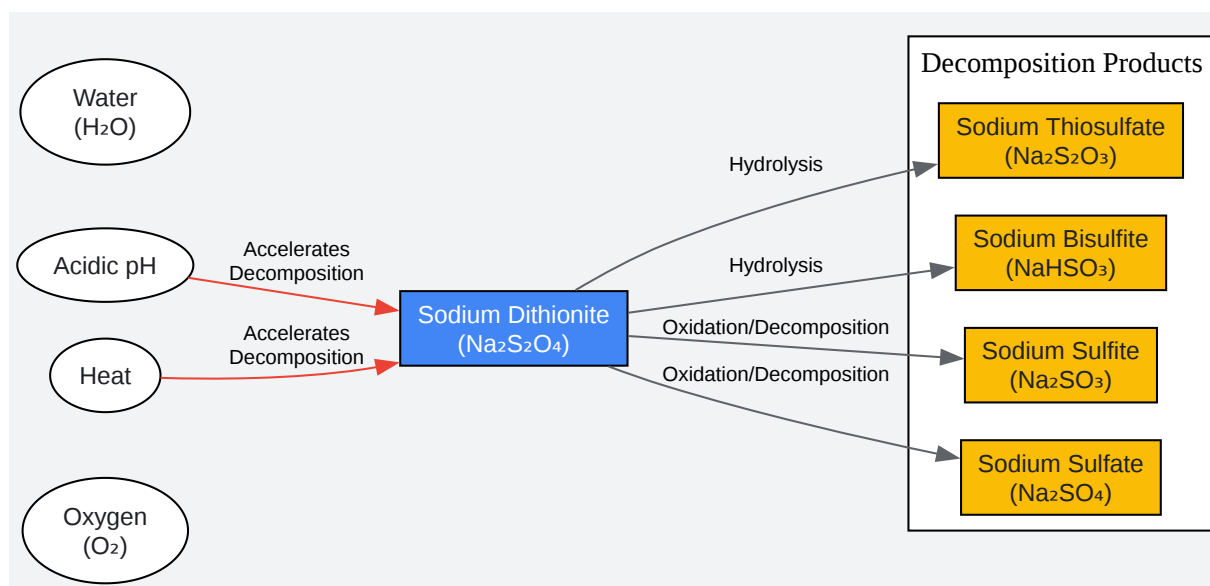 Water
(H₂O)
Acidic pH
Heat
Oxygen
(O₂)
Accelerates
Decomposition
Accelerates
Decomposition
Sodium Dithionite
(Na₂S₂O₄)
Hydrolysis
Hydrolysis
Oxidation/Decomposition
Oxidation/Decomposition
Decomposition Products
Sodium Thiosulfate
(Na₂S₂O₃)
Sodium Bisulfite
(NaHSO₃)
Sodium Sulfite
(Na₂SO₃)
Sodium Sulfate
(Na₂SO₄)